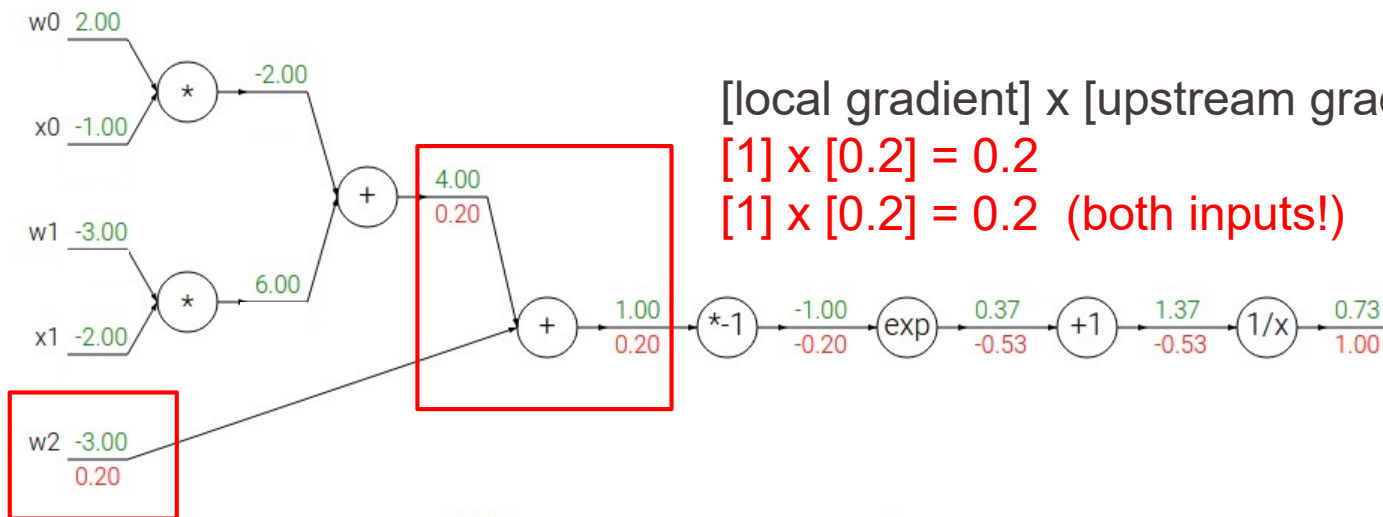 w0 2.00
-2.00
*
x0 -1.00
[local gradient] x [upstream
[1] x [0.2] = 0.2
[1] x [0.2] = 0.2 (both inputs!)
+
4.00
0.20
w1 -3.00
6.00
*
x1 -2.00
+
1.00
0.20
*-1
-1.00
-0.20
exp
0.37
-0.53
+1
1.37
-0.53
1/x
0.73
1.00
w2 -3.00
0.20